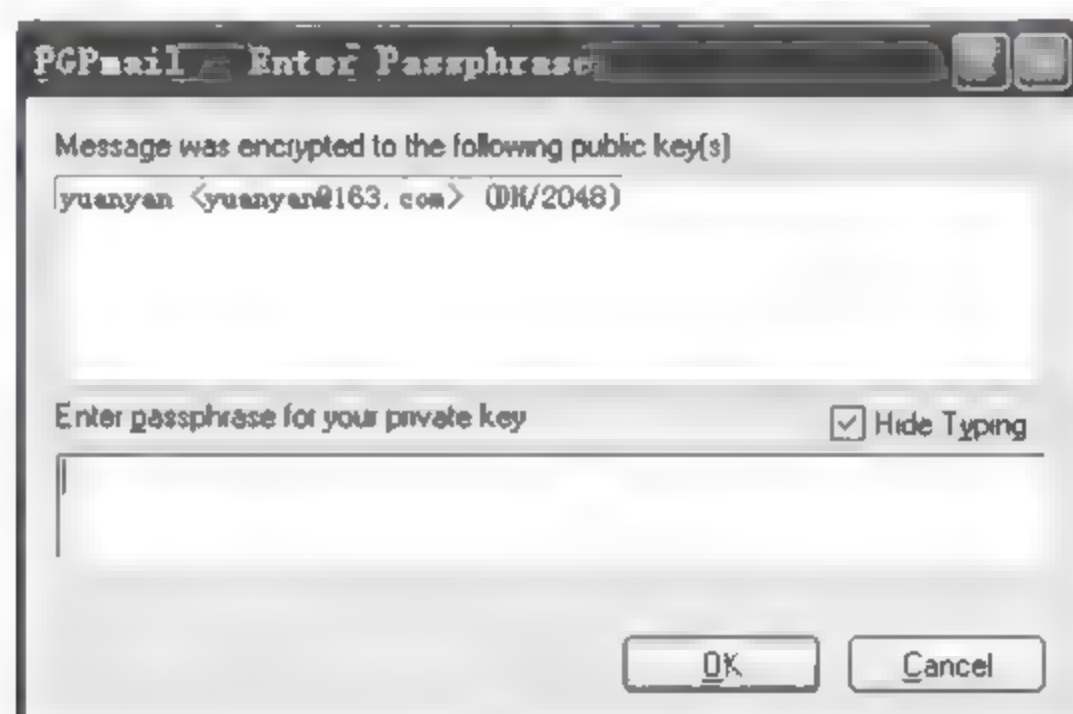 PGPmail - Enter Passphrase
Message was encrypted to the following public key(s)
yuanyan <yuanyan@163.com> (DH/2048)
Enter passphrase for your private key
Hide Typing
OK
Cancel